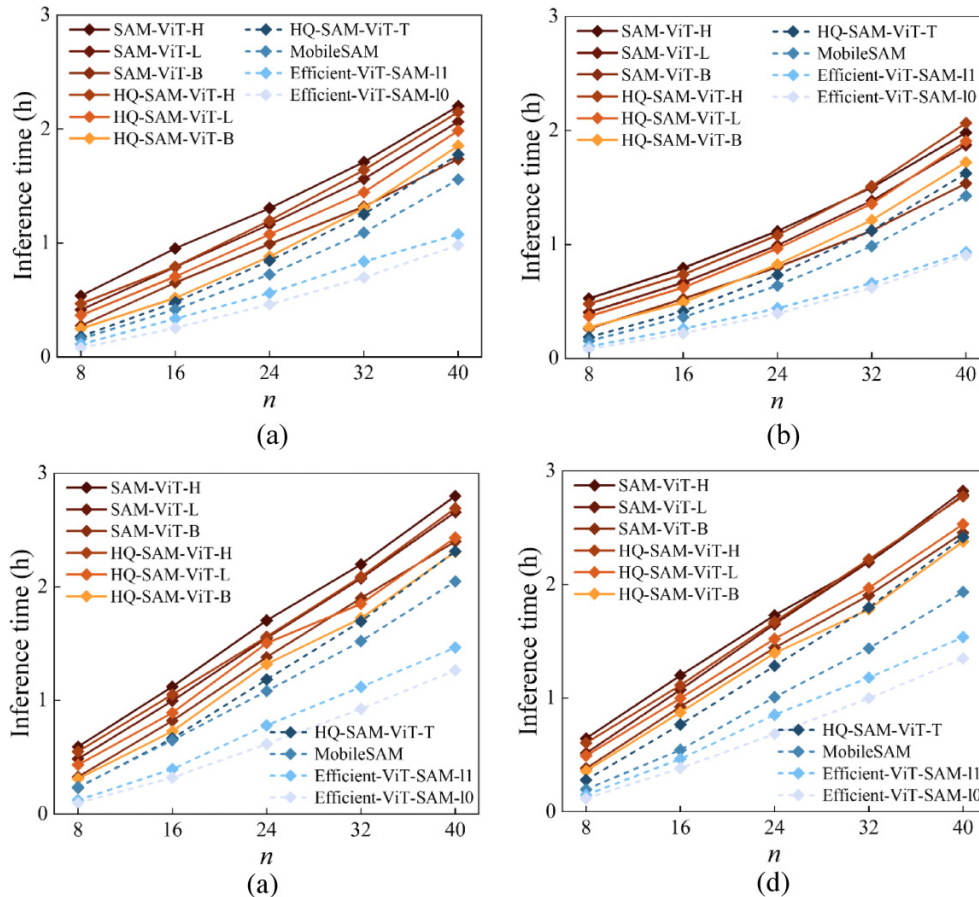 3
SAM-ViT-H
SAM-ViT-L
SAM-ViT-B
HQ-SAM-ViT-H
HQ-SAM-ViT-L
HQ-SAM-ViT-B
HQ-SAM-ViT-T
MobileSAM
Efficient-ViT-SAM-l1
Efficient-ViT-SAM-l0
2
1
0
Inference time (h)
8 16 24 32 40
n
(a)
3
SAM-ViT-H
SAM-ViT-L
SAM-ViT-B
HQ-SAM-ViT-H
HQ-SAM-ViT-L
HQ-SAM-ViT-B
HQ-SAM-ViT-T
MobileSAM
Efficient-ViT-SAM-l1
Efficient-ViT-SAM-l0
2
1
0
Inference time (h)
8 16 24 32 40
n
(b)
3
SAM-ViT-H
SAM-ViT-L
SAM-ViT-B
HQ-SAM-ViT-H
HQ-SAM-ViT-L
HQ-SAM-ViT-B
2
1
0
Inference time (h)
HQ-SAM-ViT-T
MobileSAM
Efficient-ViT-SAM-l1
Efficient-ViT-SAM-l0
8 16 24 32 40
n
(a)
3
SAM-ViT-H
SAM-ViT-L
SAM-ViT-B
HQ-SAM-ViT-H
HQ-SAM-ViT-L
HQ-SAM-ViT-B
2
1
0
Inference time (h)
HQ-SAM-ViT-T
MobileSAM
Efficient-ViT-SAM-l1
Efficient-ViT-SAM-l0
8 16 24 32 40
n
(d)